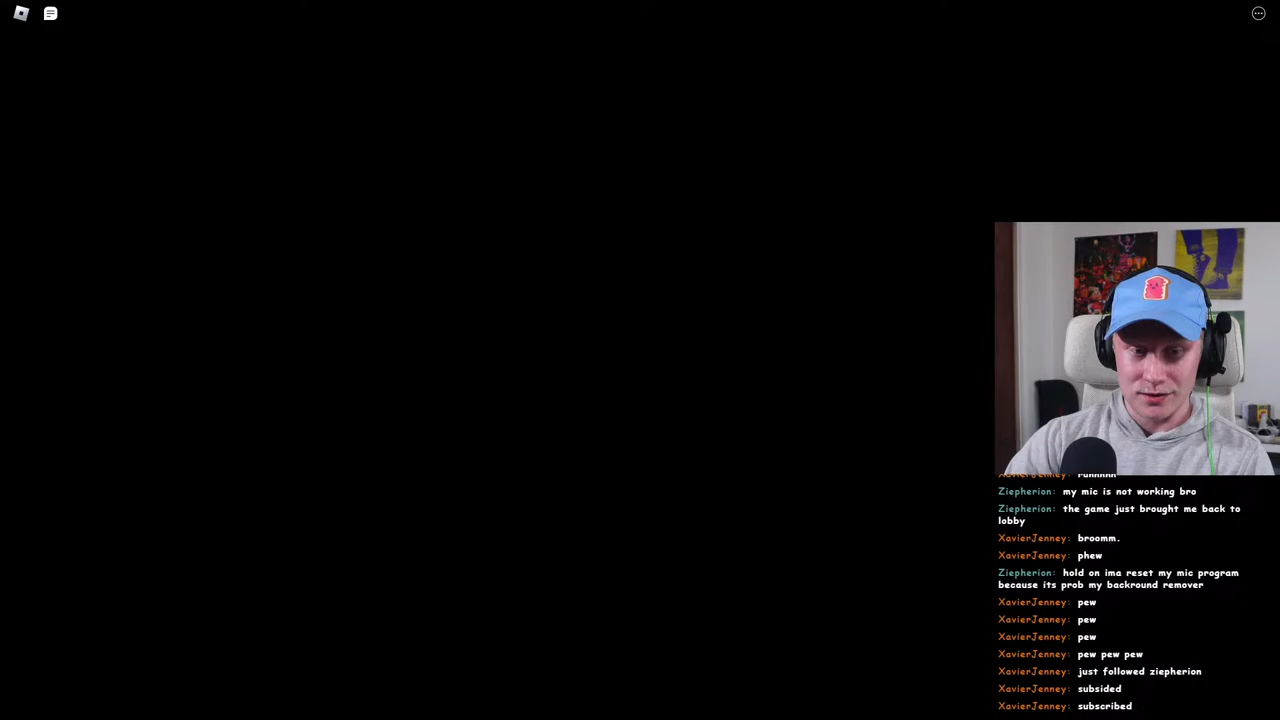 Ziepherion: my mic is not working bro
Ziepherion: the game just brought me back to
lobby
XavierJenney: broomm.
XavierJenney: phew
Ziepherion: hold on ima reset my mic program
because its prob my backround remover
XavierJenney: pew
XavierJenney: pew
XavierJenney: pew
XavierJenney: pew pew pew
XavierJenney: just followed ziepherion
XavierJenney: subsided
XavierJenney: subscribed